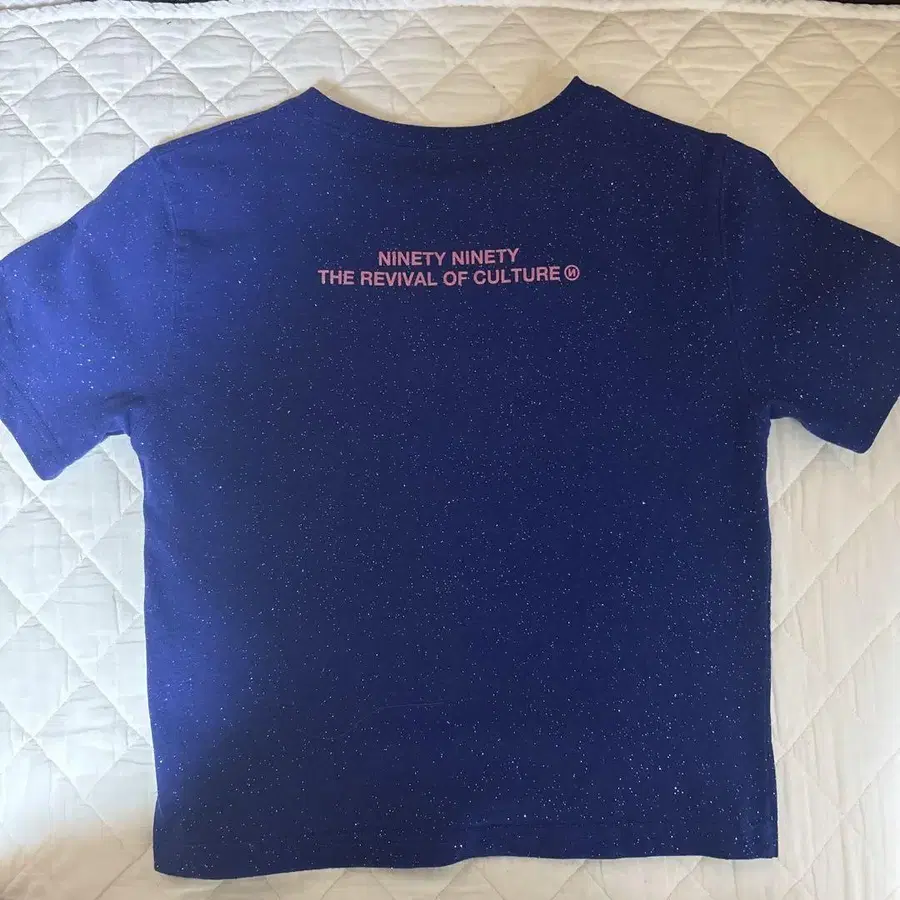 NINETY NINETY
THE REVIVAL OF CULTURE И